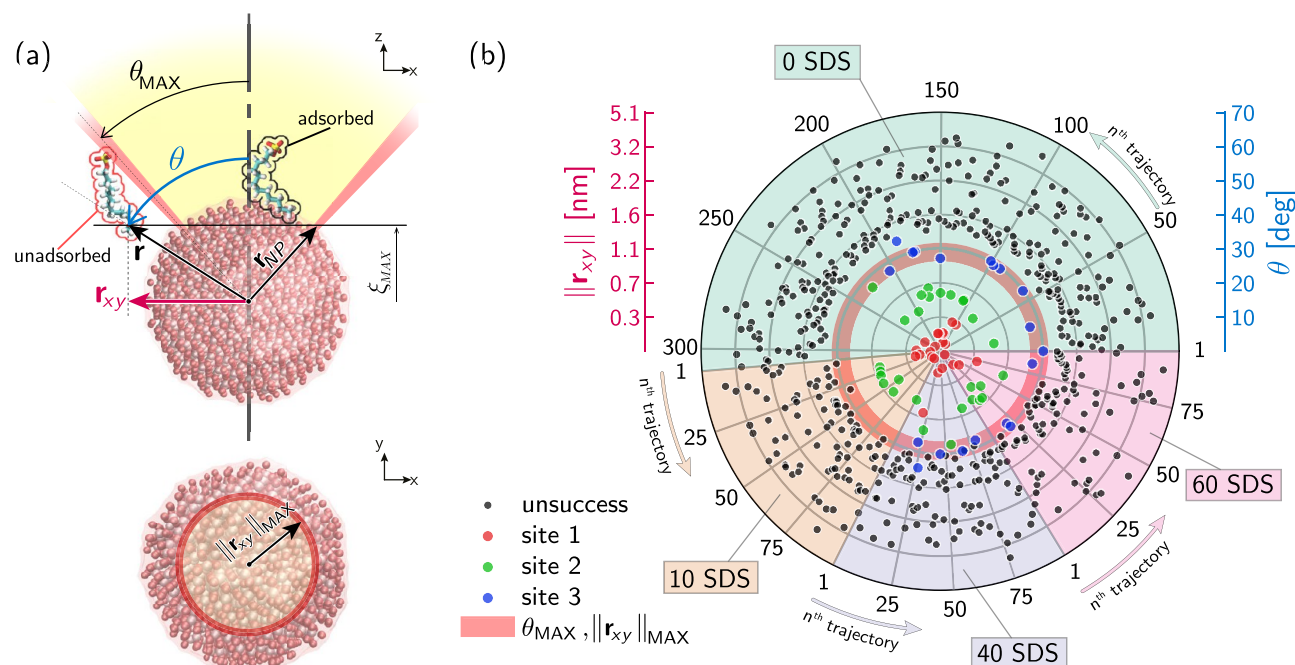 (a)
z
x
θMAX
adsorbed
θ
unadsorbed
r
rNP
ξMAX
rxy
y
x
||rxy||MAX
(b)
0 SDS
5.1
3.2
2.2
1.6
1.1
0.7
0.3
||rxy|| [nm]
70
60
50
40
30
20
10
θ [deg]
150
200
100
nth trajectory
250
50
300
1
1
nth trajectory
75
25
50
60 SDS
50
25
75
nth trajectory
10 SDS
1
1
25
75
50
nth trajectory
40 SDS
unsuccess
site 1
site 2
site 3
θMAX ,||rxy||MAX